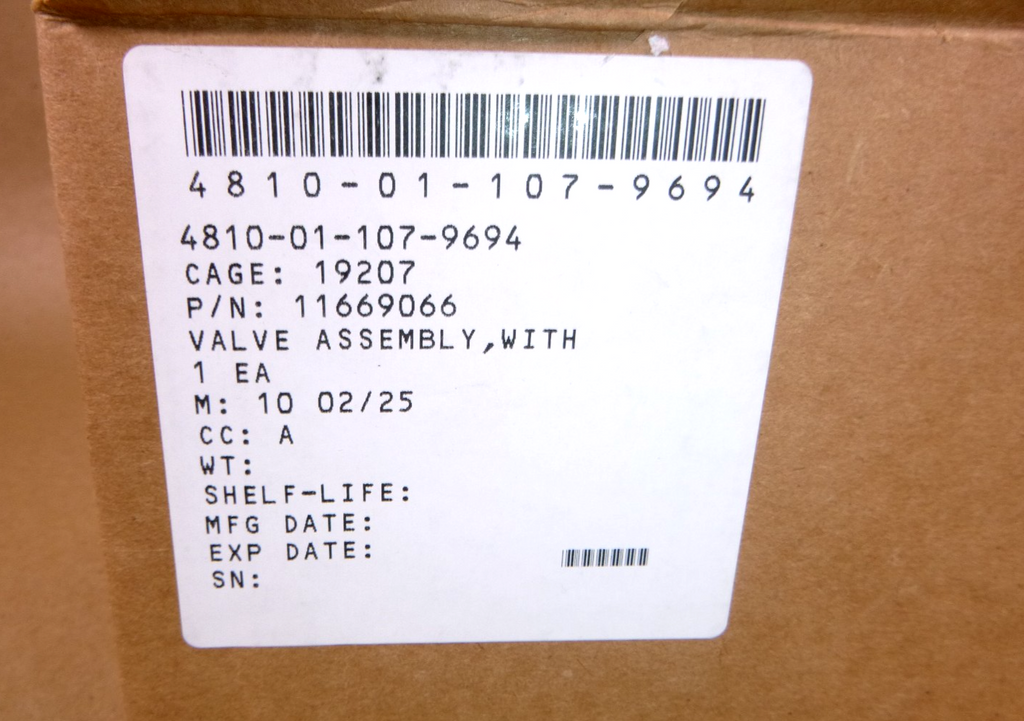 4810-01-107-9694
4810-01-107-9694
CAGE: 19207
P/N: 11669066
VALVE ASSEMBLY,WITH
1 EA
M: 10 02/25
CC: A
WT:
SHELF-LIFE:
MFG DATE:
EXP DATE:
SN: